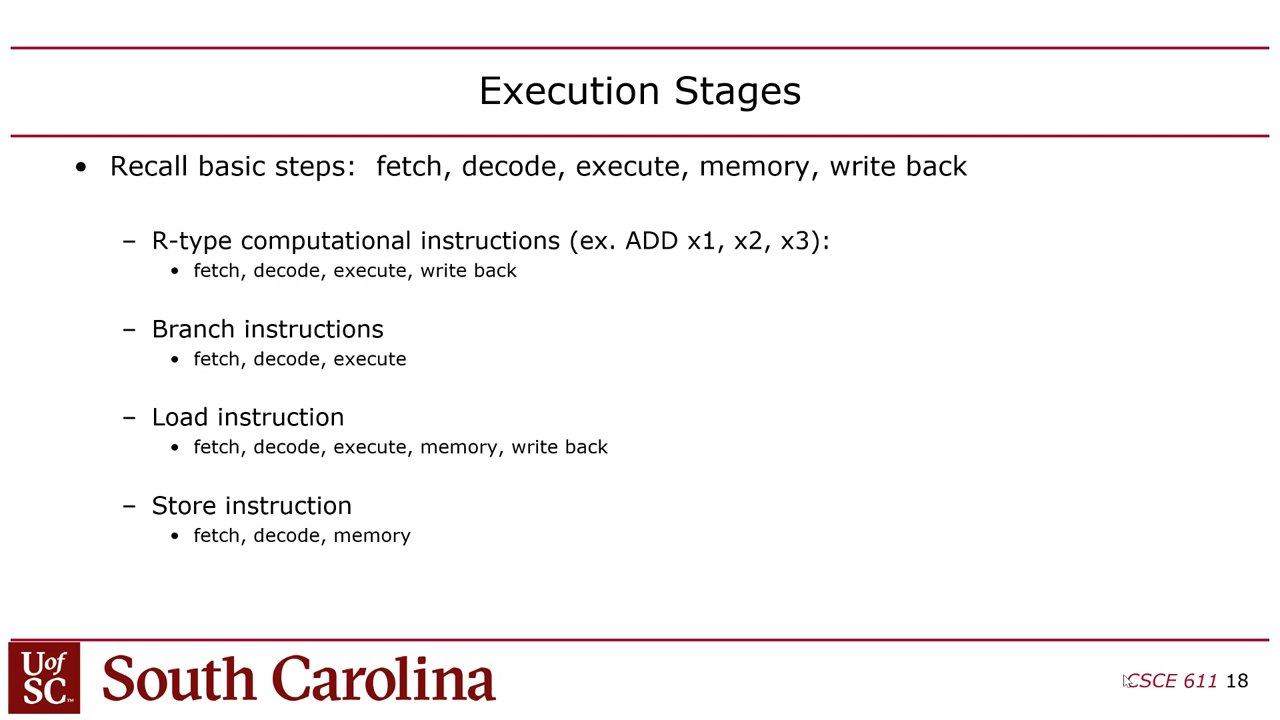 Execution Stages
• Recall basic steps:  fetch, decode, execute, memory, write back
– R-type computational instructions (ex. ADD x1, x2, x3):
• fetch, decode, execute, write back
– Branch instructions
• fetch, decode, execute
– Load instruction
• fetch, decode, execute, memory, write back
– Store instruction
• fetch, decode, memory
U of
SC™
South Carolina
CSCE 611 18